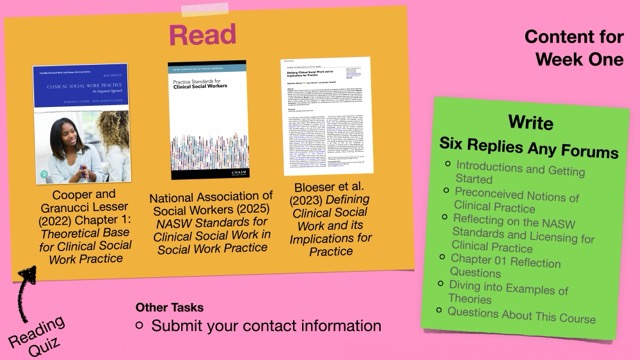 Read
Content for
Week One
CLINICAL SOCIAL WORK PRACTICE
An Integrated Approach
Practice Standards for
Clinical Social Workers
NASW
Defining Clinical Social Work and its
Implications for Practice
Cooper and
Granucci Lesser
(2022) Chapter 1:
Theoretical Base
for Clinical Social
Work Practice
National Association of
Social Workers (2025)
NASW Standards for
Clinical Social Work in
Social Work Practice
Bloeser et al.
(2023) Defining
Clinical Social
Work and its
Implications for
Practice
Write
Six Replies Any Forums
Introductions and Getting
Started
Preconceived Notions of
Clinical Practice
Reflecting on the NASW
Standards and Licensing for
Clinical Practice
Chapter 01 Reflection
Questions
Diving into Examples of
Theories
Questions About This Course
Reading
Quiz
Other Tasks
Submit your contact information